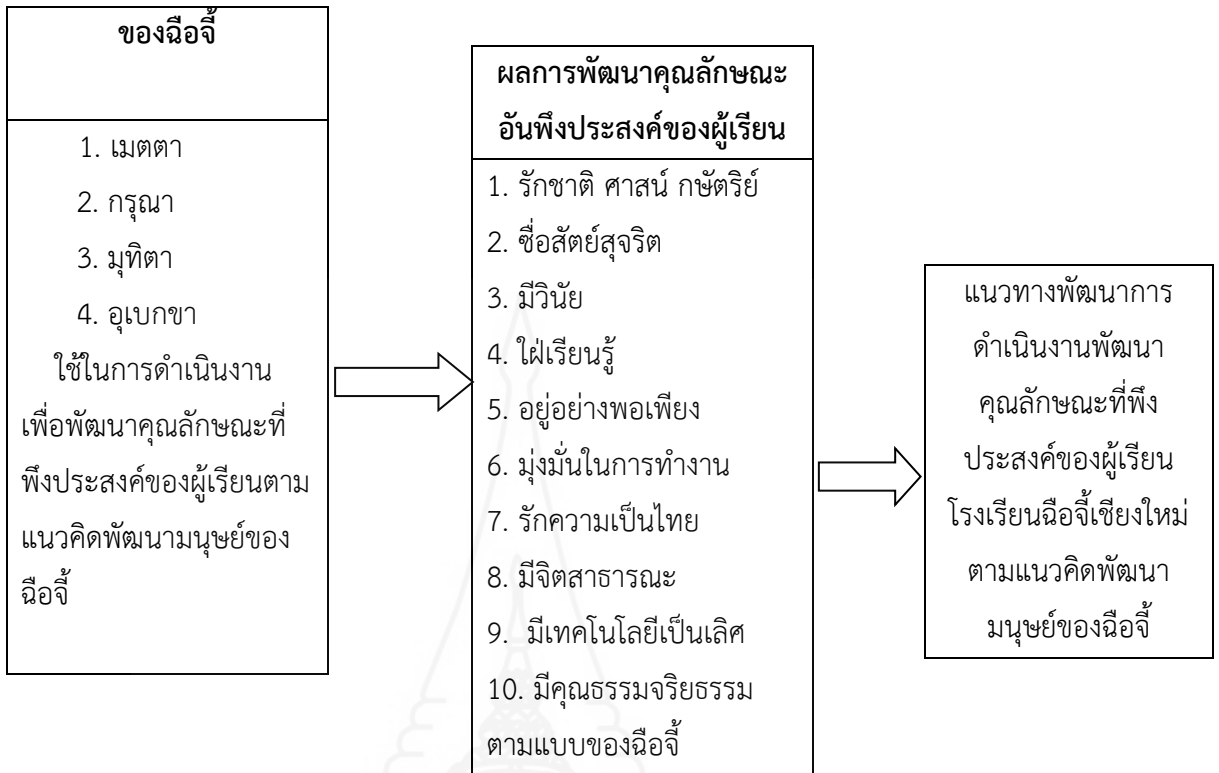 ของฉือจี้
1. เมตตา
2. กรุณา
3. มุทิตา
4. อุเบกขา
ใช้ในการดำเนินงาน
เพื่อพัฒนาคุณลักษณะที่
พึงประสงค์ของผู้เรียนตาม
แนวคิดพัฒนามนุษย์ของ
ฉือจี้
ผลการพัฒนาคุณลักษณะ
อันพึงประสงค์ของผู้เรียน
1. รักชาติ ศาสน์ กษัตริย์
2. ซื่อสัตย์สุจริต
3. มีวินัย
4. ใฝ่เรียนรู้
5. อยู่อย่างพอเพียง
6. มุ่งมั่นในการทำงาน
7. รักความเป็นไทย
8. มีจิตสาธารณะ
9. มีเทคโนโลยีเป็นเลิศ
10. มีคุณธรรมจริยธรรม
ตามแบบของฉือจี้
แนวทางพัฒนาการ
ดำเนินงานพัฒนา
คุณลักษณะที่พึง
ประสงค์ของผู้เรียน
โรงเรียนฉือจี้เชียงใหม่
ตามแนวคิดพัฒนา
มนุษย์ของฉือจี้